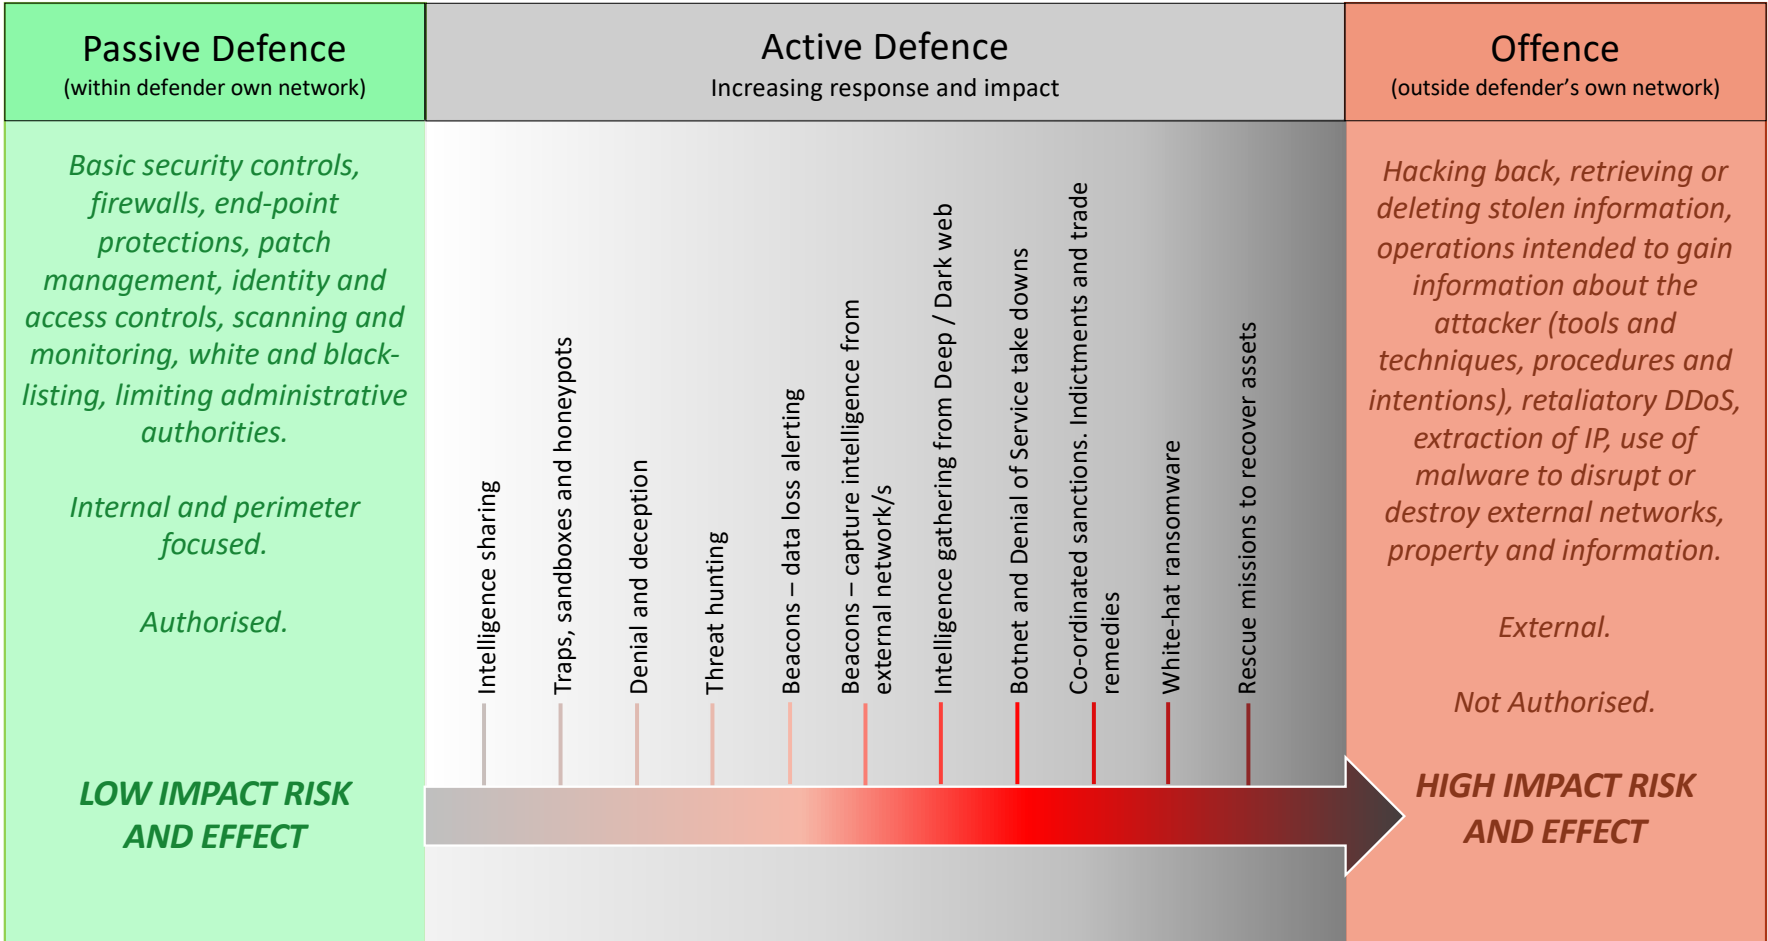 Passive Defence
(within defender own network)
Active Defence
Increasing response and impact
Offence
(outside defender's own network)
Basic security controls,
firewalls, end-point
protections, patch
management, identity and
access controls, scanning and
monitoring, white and black-
listing, limiting administrative
authorities.
Internal and perimeter
focused.
Authorised.
LOW IMPACT RISK
AND EFFECT
Intelligence sharing
Traps, sandboxes and honeypots
Denial and deception
Threat hunting
Beacons – data loss alerting
Beacons – capture intelligence from
external network/s
Intelligence gathering from Deep / Dark web
Botnet and Denial of Service take downs
Co-ordinated sanctions. Indictments and trade
remedies
White-hat ransomware
Rescue missions to recover assets
Hacking back, retrieving or
deleting stolen information,
operations intended to gain
information about the
attacker (tools and
techniques, procedures and
intentions), retaliatory DDoS,
extraction of IP, use of
malware to disrupt or
destroy external networks,
property and information.
External.
Not Authorised.
HIGH IMPACT RISK
AND EFFECT